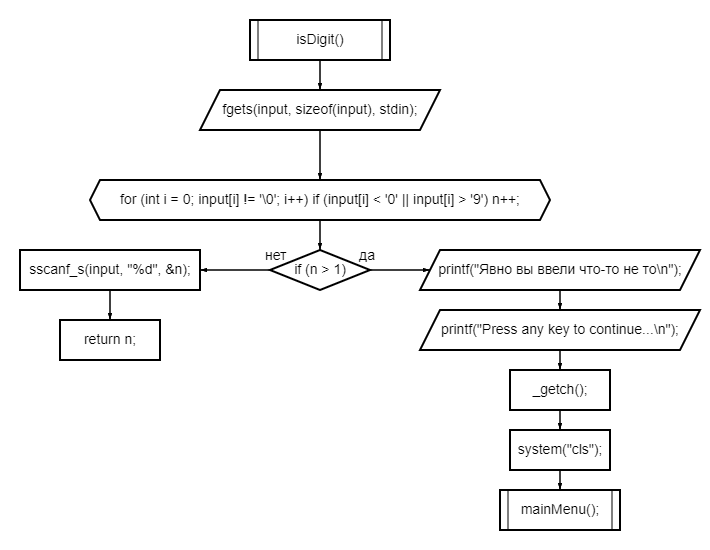 isDigit()
fgets(input, sizeof(input), stdin);
for (int i = 0; input[i] != '\0'; i++) if (input[i] < '0' || input[i] > '9') n++;
нет
да
sscanf_s(input, "%d", &n);
if (n > 1)
printf("Явно вы ввели что-то не то\n");
return n;
printf("Press any key to continue...\n");
_getch();
system("cls");
mainMenu();